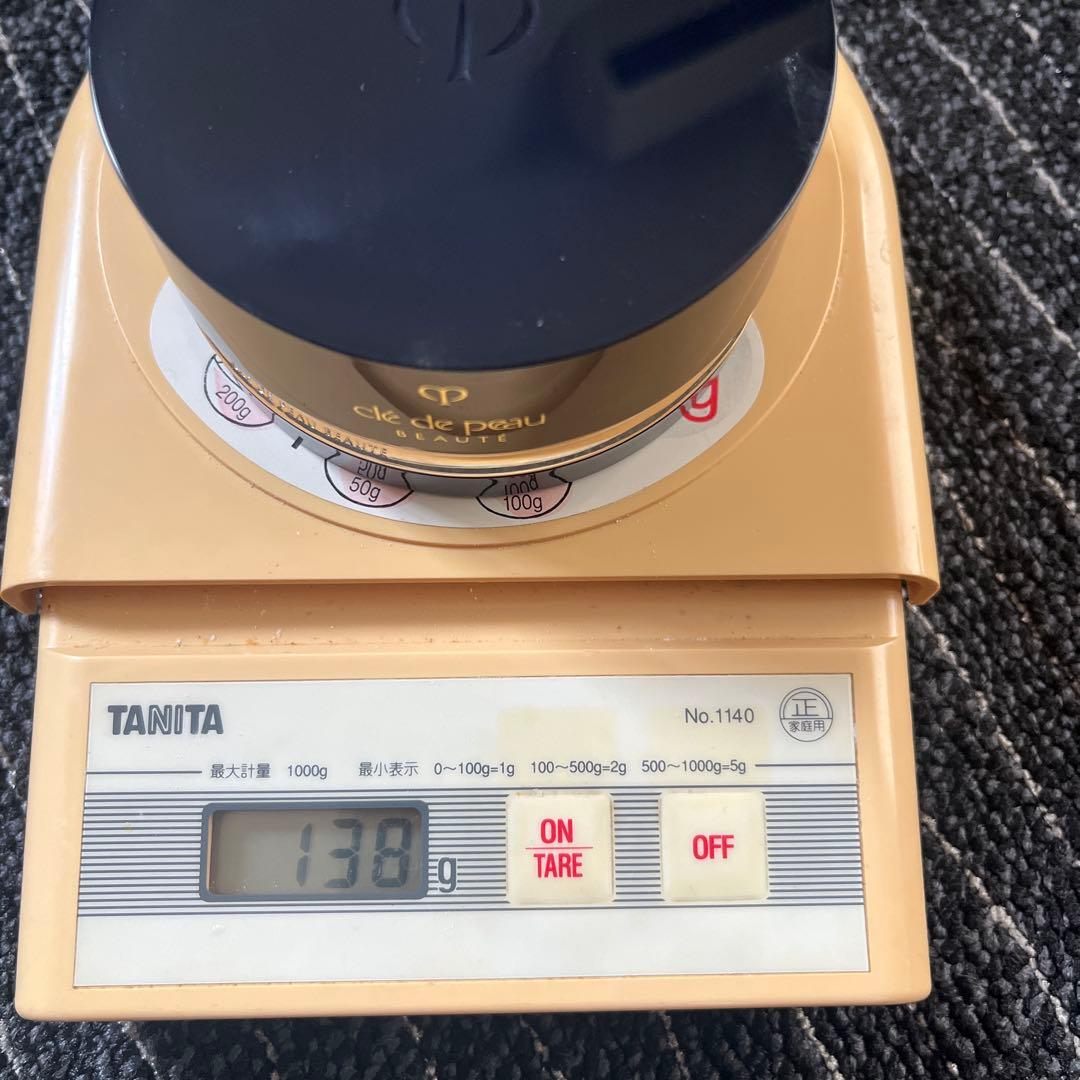 clé de peau
BEAUTÉ
200g
50g
100g
g
TANITA
No.1140
正
家庭用
最大計量 1000g 最小表示 0～100g=1g 100～500g=2g 500～1000g=5g
138 g
ON
TARE
OFF